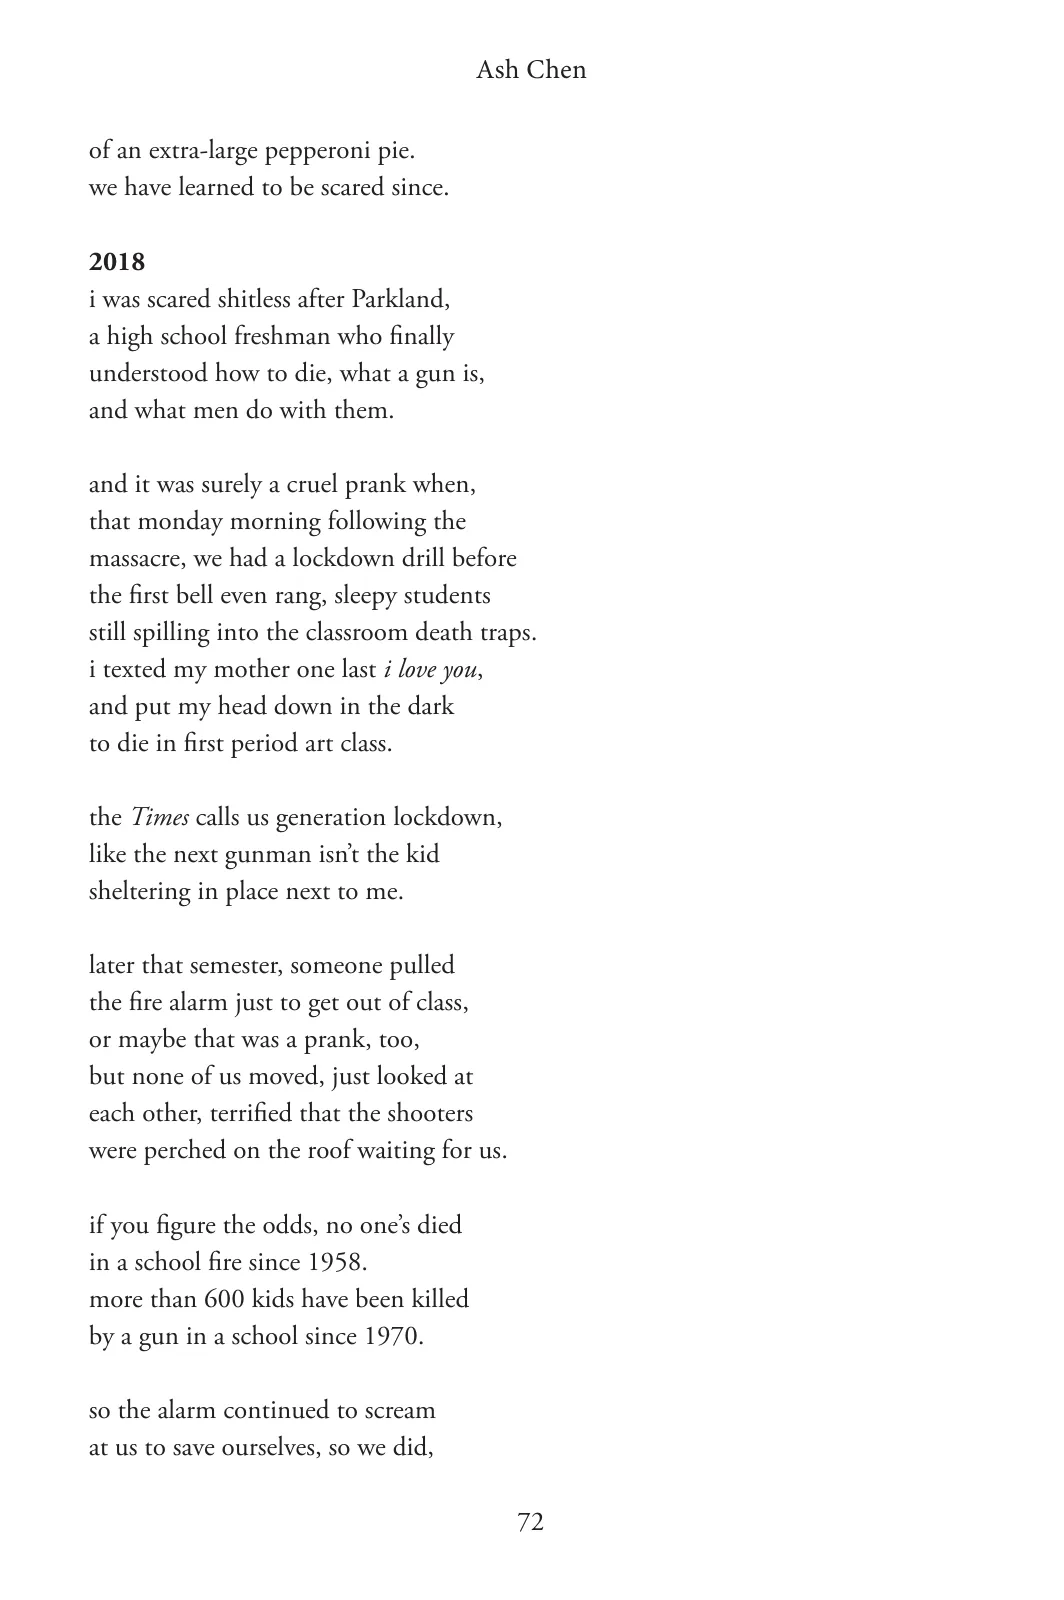 Ash Chen
of an extra-large pepperoni pie.
we have learned to be scared since.
2018
i was scared shitless after Parkland,
a high school freshman who finally
understood how to die, what a gun is,
and what men do with them.
and it was surely a cruel prank when,
that monday morning following the
massacre, we had a lockdown drill before
the first bell even rang, sleepy students
still spilling into the classroom death traps.
i texted my mother one last i love you,
and put my head down in the dark
to die in first period art class.
the Times calls us generation lockdown,
like the next gunman isn’t the kid
sheltering in place next to me.
later that semester, someone pulled
the fire alarm just to get out of class,
or maybe that was a prank, too,
but none of us moved, just looked at
each other, terrified that the shooters
were perched on the roof waiting for us.
if you figure the odds, no one’s died
in a school fire since 1958.
more than 600 kids have been killed
by a gun in a school since 1970.
so the alarm continued to scream
at us to save ourselves, so we did,
72